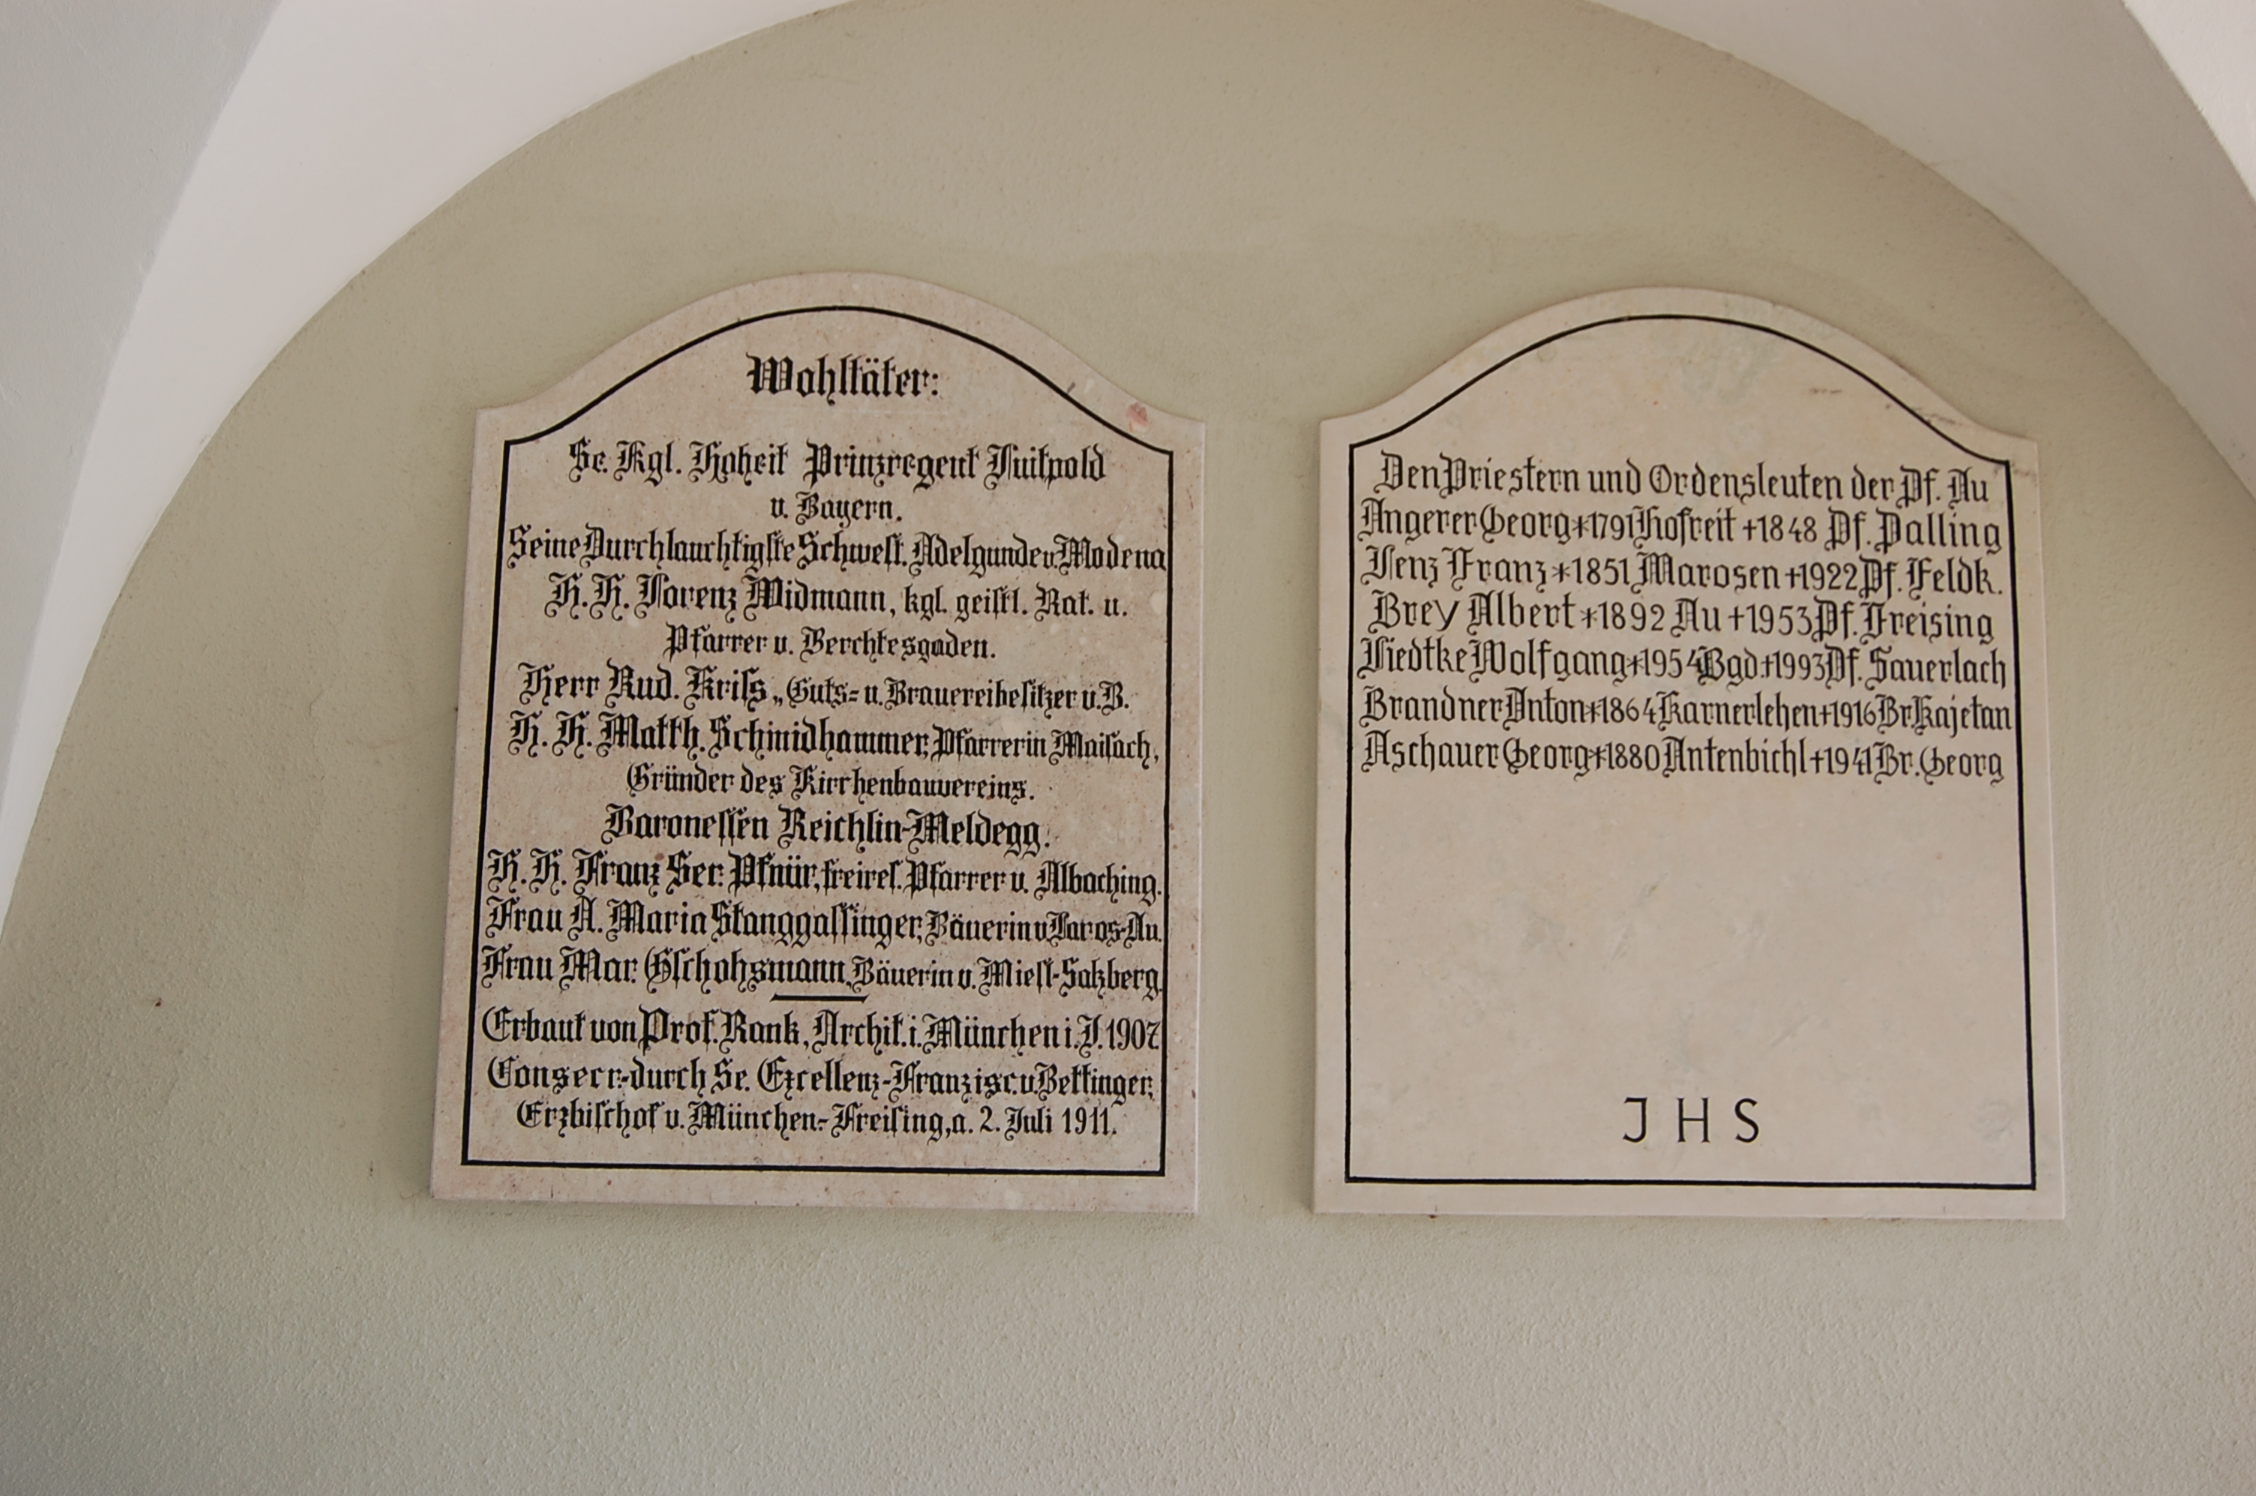 Wohltäter:
Se. Kgl. Hoheit Prinzregent Luitpold
v. Bayern.
Seine Durchlauchtigste Schwest. Adelgunde v. Modena
H. H. Lorenz Widmann, kgl. geistl. Rat. u.
Pfarrer v. Berchtesgaden.
Herr Rud. Kriss, Guts= u. Brauereibesitzer v. B.
H. H. Matth. Schmidhammer, Pfarrer in Maisach,
Gründer des Kirchenbauvereins.
Baronessen Reichlin-Meldegg.
H. H. Franz Ser. Pfnür, freires. Pfarrer v. Albaching.
Frau A. Maria Stanggassinger, Bäuerin v. Laros-Au.
Frau Mar. Gschoßmann, Bäuerin v. Miesl-Salzberg.
Erbaut von Prof. Rank, Archit. i. München i. J. 1907
Consecr. durch Se. Excellenz-Franzisc. v. Bettinger,
Erzbischof v. München-Freising, a. 2. Juli 1911.
Den Priestern und Ordensleuten der Pf. Au
Angerer Georg *1791 Hofreit +1848 Pf. Palling
Lenz Franz *1851 Marosen +1922 Pf. Feldk.
Brey Albert *1892 Au +1953 Pf. Freising
Liedtke Wolfgang *1954 Bgd. +1993 Pf. Sauerlach
Brandner Anton *1864 Karnerlehen +1916 Br. Kajetan
Aschauer Georg *1880 Antenbichl +1941 Br. Georg
JHS